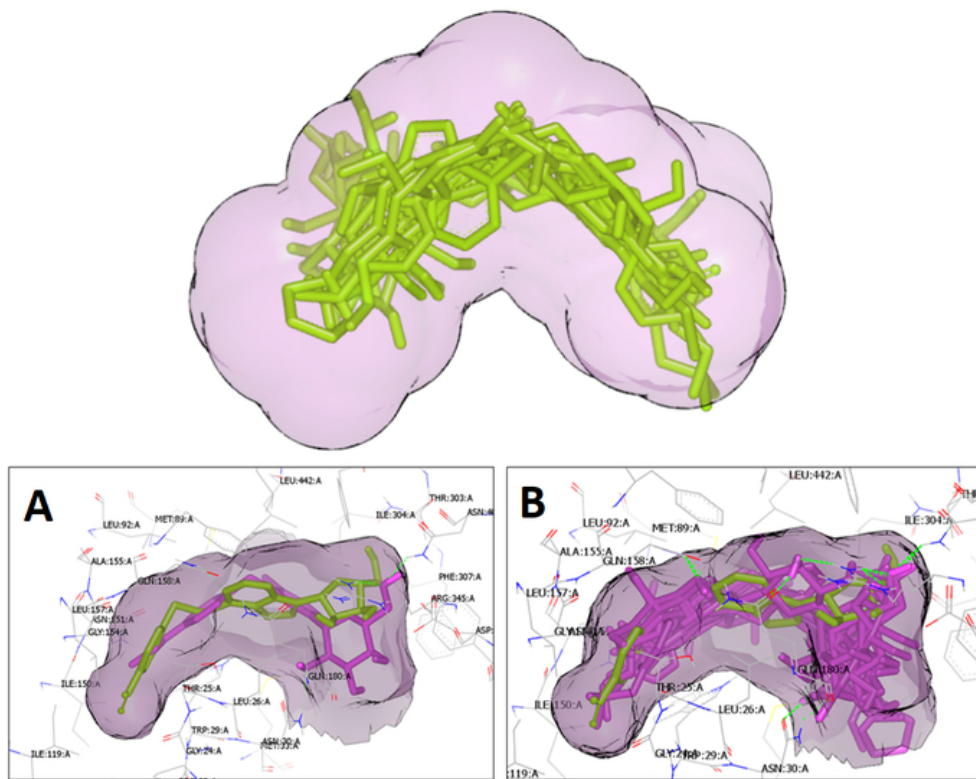 A
LEU:442:A
THR:303:A
ILE:304:A
LEU:92:A
MET:89:A
ALA:155:A
GLN:158:A
PHE:307:A
ARG:345:A
LEU:157:A
ASN:151:A
GLY:154:A
ASP:
GLN:180:A
ILE:150:A
THR:25:A
LEU:26:A
TRP:29:A
ASN:30:A
GLY:24:A
ILE:119:A
B
LEU:442:A
ILE:304:A
LEU:92:A
MET:89:A
ALA:155:A
GLN:158:A
LEU:157:A
GLN:180:A
THR:25:A
ILE:150:A
LEU:26:A
TRP:29:A
ASN:30:A
:119:A